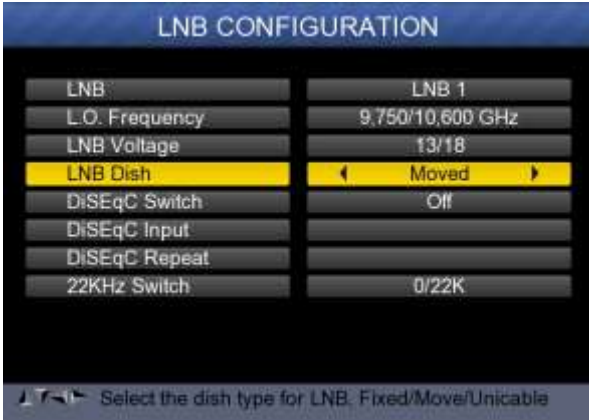 LNB CONFIGURATION
LNB LNB 1
L.O. Frequency 9,750/10,600 GHz
LNB Voltage 13/18
LNB Dish Moved
DiSEqC Switch Off
DiSEqC Input
DiSEqC Repeat
22KHz Switch 0/22K
Select the dish type for LNB. Fixed/Move/Unicable